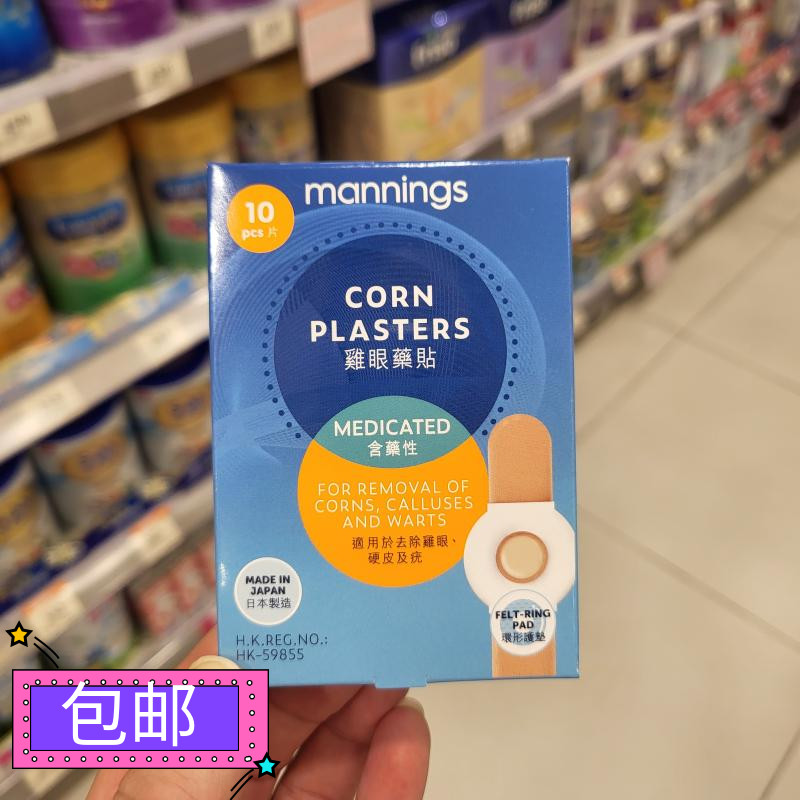 10
pcs 片
mannings
CORN
PLASTERS
雞眼藥貼
MEDICATED
含藥性
FOR REMOVAL OF
CORNS, CALLUSES
AND WARTS
適用於去除雞眼、
硬皮及疣
MADE IN
JAPAN
日本製造
FELT-RING
PAD
環形護墊
H.K.REG.NO.:
HK-59855
包邮